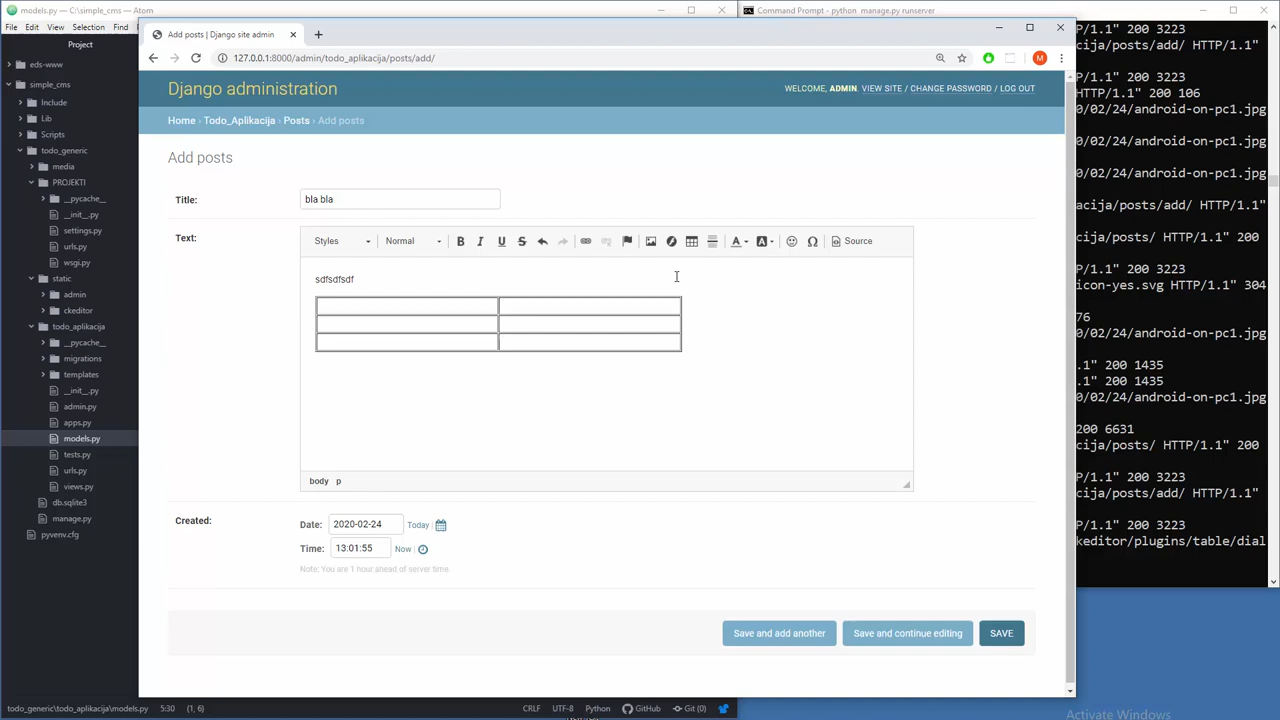 models.py — C:\simple_cms — Atom
File Edit View Selection Find
Project
eds-www
simple_cms
Include
Lib
Scripts
todo_generic
media
PROJEKTI
__pycache__
__init__.py
settings.py
urls.py
wsgi.py
static
admin
ckeditor
todo_aplikacija
__pycache__
migrations
templates
__init__.py
admin.py
apps.py
models.py
tests.py
urls.py
views.py
db.sqlite3
manage.py
pyvenv.cfg
todo_generic\todo_aplikacija\models.py 5:30 (1, 6) CRLF UTF-8 Python GitHub Git (0)
Add posts | Django site admin
127.0.0.1:8000/admin/todo_aplikacija/posts/add/
M
Django administration
WELCOME, ADMIN. VIEW SITE / CHANGE PASSWORD / LOG OUT
Home › Todo_Aplikacija › Posts › Add posts
Add posts
Title: bla bla
Text:
Styles Normal B I U S A A Source
sdfsdfsdf
body p
Created:
Date: 2020-02-24 Today
Time: 13:01:55 Now
Note: You are 1 hour ahead of server time.
Save and add another Save and continue editing SAVE
Command Prompt - python manage.py runserver
P/1.1" 200 3223
cija/posts/add/ HTTP/1.1"
P/1.1" 200 3223
HTTP/1.1" 200 106
0/02/24/android-on-pc1.jpg
0/02/24/android-on-pc1.jpg
0/02/24/android-on-pc1.jpg
cija/posts/add/ HTTP/1.1"
P/1.1" 200
P/1.1" 200 3223
icon-yes.svg HTTP/1.1" 304
76
0/02/24/android-on-pc1.jpg
.1" 200 1435
.1" 200 1435
0/02/24/android-on-pc1.jpg
200 6631
cija/posts/ HTTP/1.1" 200
P/1.1" 200 3223
cija/posts/add/ HTTP/1.1"
P/1.1" 200 3223
keditor/plugins/table/dial
Activate Windows